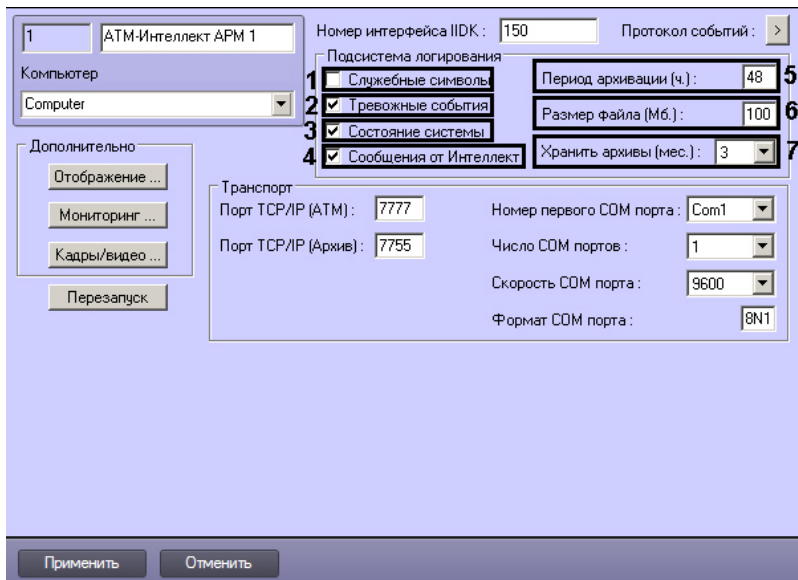 1 АТМ-Интеллект АРМ 1
Компьютер
Computer
Номер интерфейса IIDK : 150 Протокол событий : >
Подсистема логирования
1 Служебные символы
2 Тревожные события
3 Состояние системы
4 Сообщения от Интеллект
Период архивации (ч.) : 48 5
Размер файла (Мб.) : 100 6
Хранить архивы (мес.) : 3 7
Дополнительно
Отображение ...
Мониторинг ...
Кадры/видео ...
Перезапуск
Транспорт
Порт TCP/IP (АТМ) : 7777
Порт TCP/IP (Архив) : 7755
Номер первого COM порта : Com1
Число COM портов : 1
Скорость COM порта : 9600
Формат COM порта : 8N1
Применить Отменить